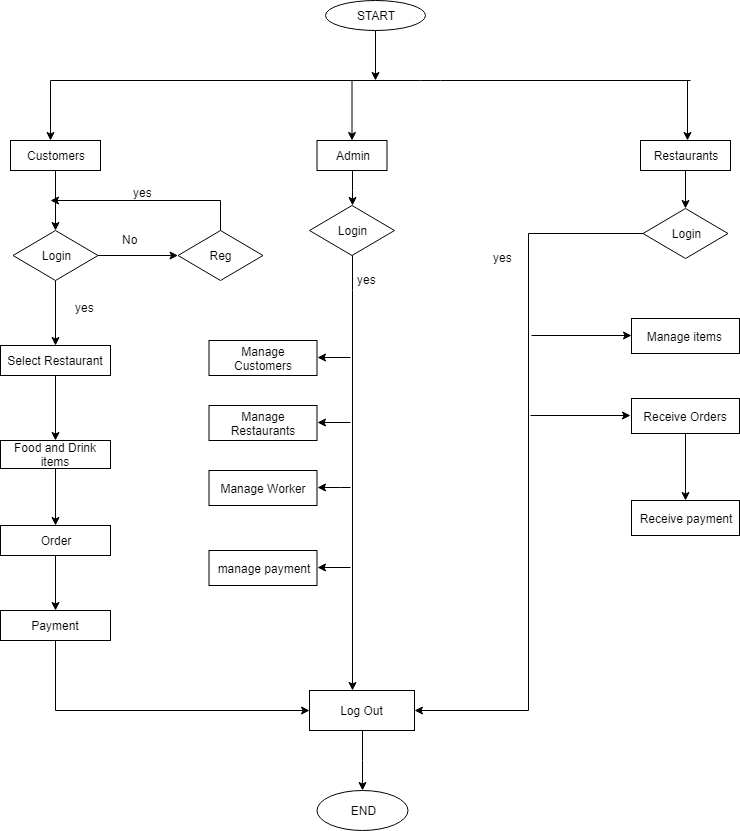 START
Customers
Admin
Restaurants
yes
No
Login
Reg
Login
Login
yes
yes
yes
Manage items
Manage
Customers
Select Restaurant
Manage
Restaurants
Receive Orders
Food and Drink
items
Manage Worker
Receive payment
Order
manage payment
Payment
Log Out
END